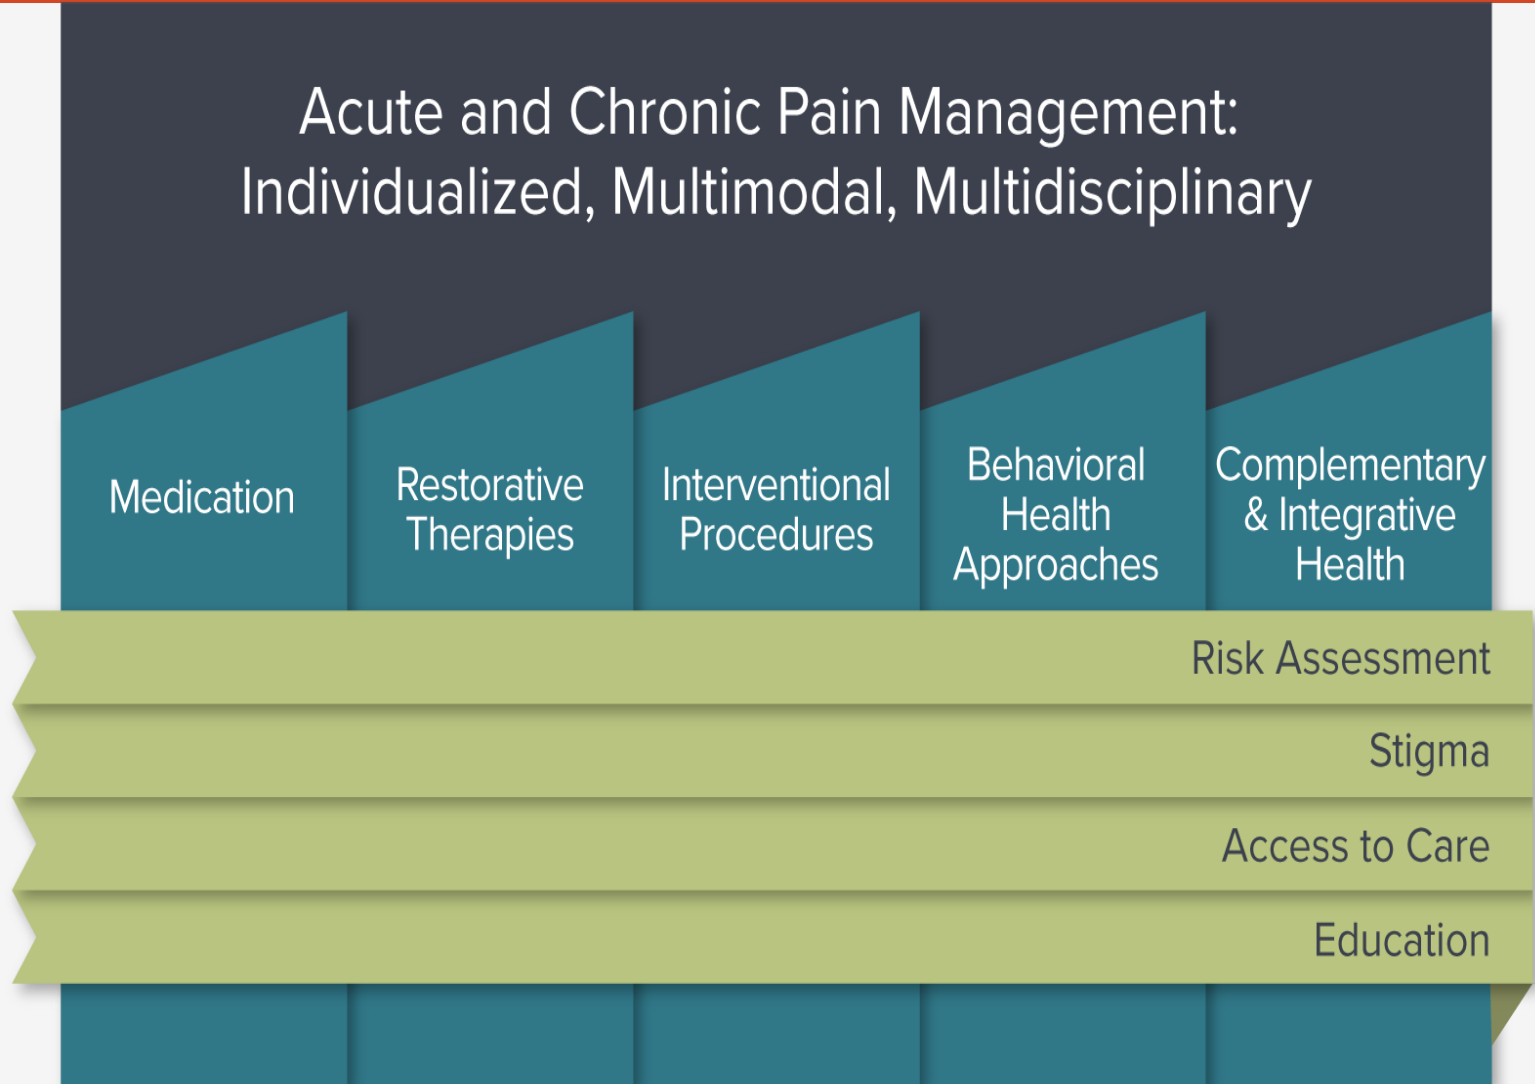 Acute and Chronic Pain Management:
Individualized, Multimodal, Multidisciplinary
Medication
Restorative
Therapies
Interventional
Procedures
Behavioral
Health
Approaches
Complementary
& Integrative
Health
Risk Assessment
Stigma
Access to Care
Education